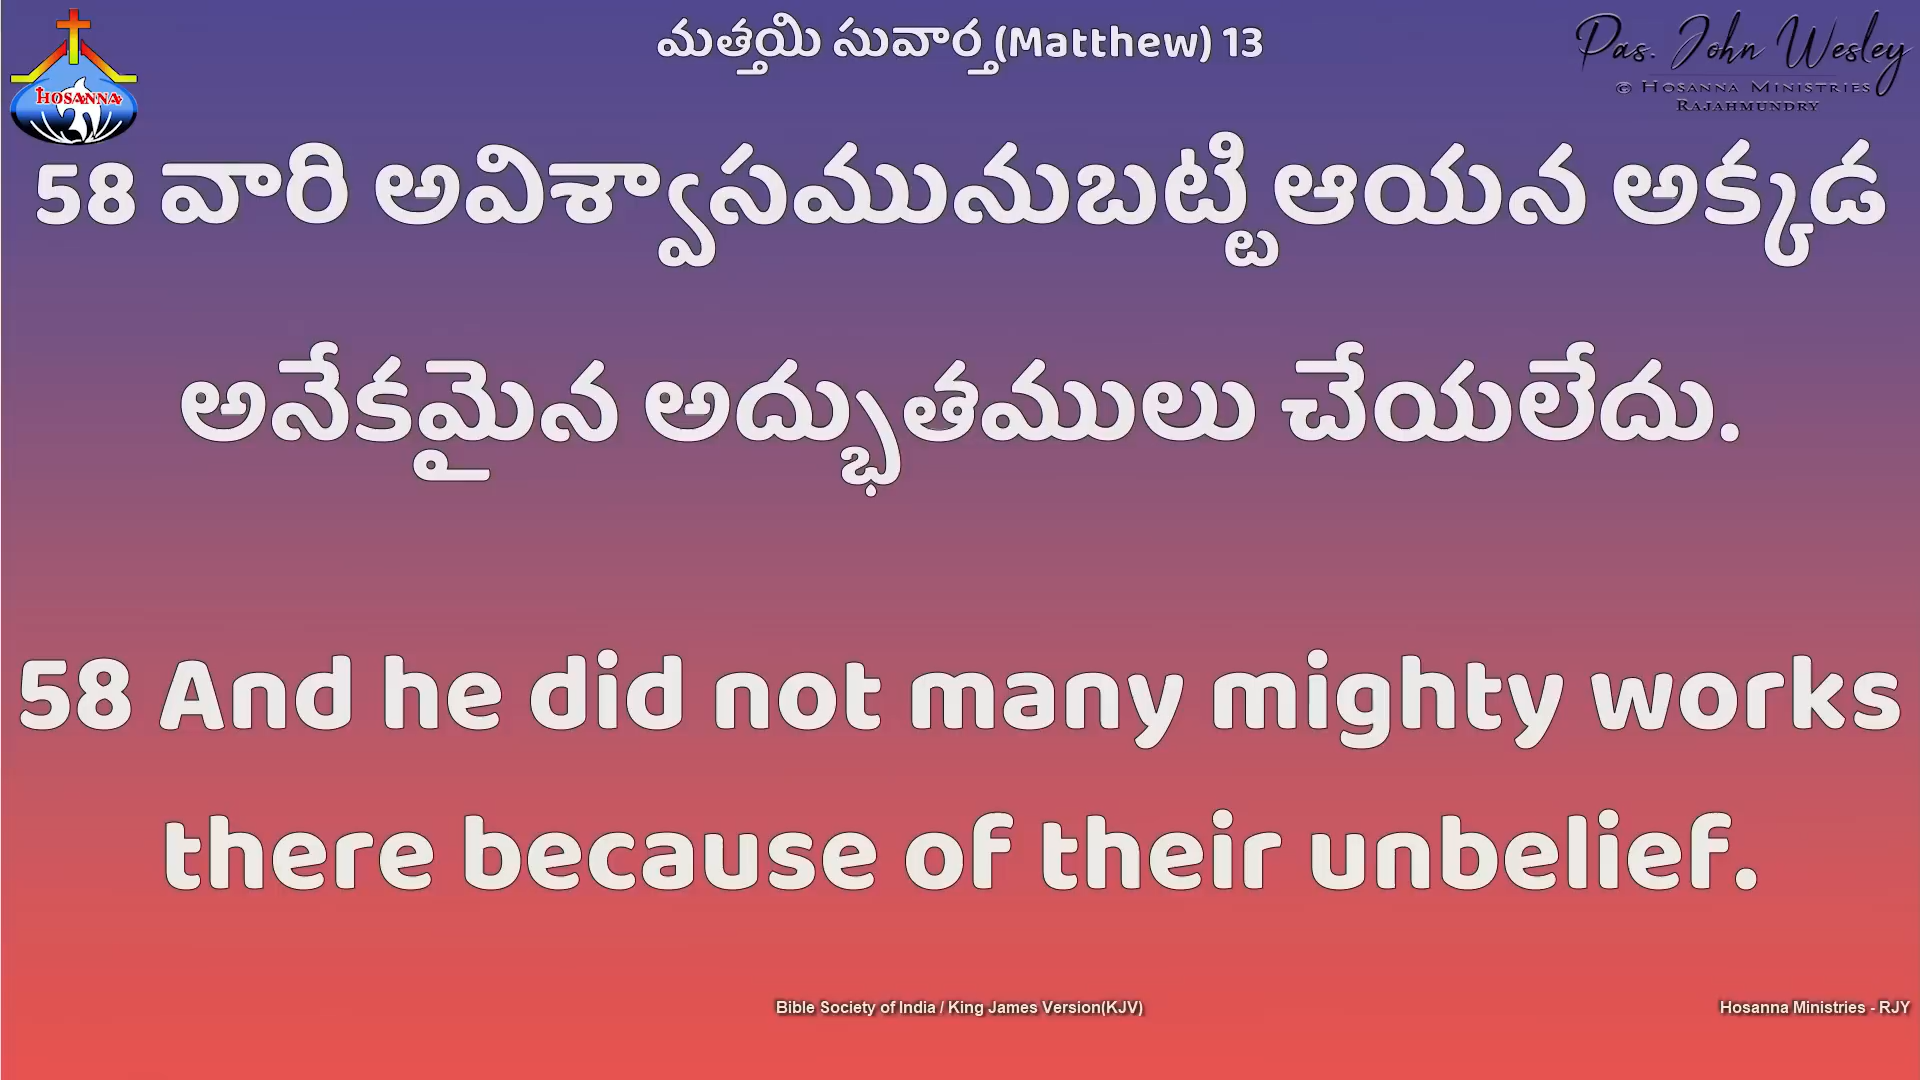 మత్తయి సువార్త (Matthew) 13
HOSANNA
Pas. John Wesley
© HOSANNA MINISTRIES
RAJAHMUNDRY
58 వారి అవిశ్వాసమునుబట్టి ఆయన అక్కడ
అనేకమైన అద్భుతములు చేయలేదు.
58 And he did not many mighty works
there because of their unbelief.
Bible Society of India / King James Version(KJV)
Hosanna Ministries - RJY